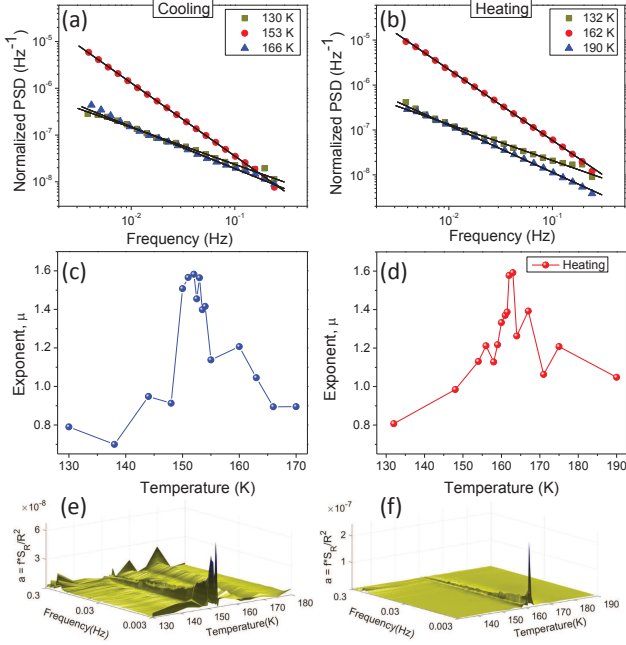 Cooling
Heating
(a)
130 K
153 K
166 K
(b)
132 K
162 K
190 K
Normalized PSD (Hz⁻¹)
10⁻⁵
10⁻⁶
10⁻⁷
10⁻⁸
10⁻² 10⁻¹
Frequency (Hz)
Normalized PSD (Hz⁻¹)
10⁻⁵
10⁻⁶
10⁻⁷
10⁻⁸
10⁻² 10⁻¹
Frequency (Hz)
(c)
Exponent, μ
1.6
1.4
1.2
1.0
0.8
130 140 150 160 170
Temperature (K)
(d)
Heating
Exponent, μ
1.6
1.4
1.2
1.0
0.8
130 140 150 160 170 180 190
Temperature (K)
(e)
×10⁻⁸
a = f*S_R/R²
6
3
0.3
0.03
0.003
Frequency(Hz)
130 140 150 160 170 180
Temperature(K)
(f)
×10⁻⁷
a = f*S_R/R²
2
1
0.3
0.03
0.003
Frequency(Hz)
140 150 160 170 180 190
Temperature(K)